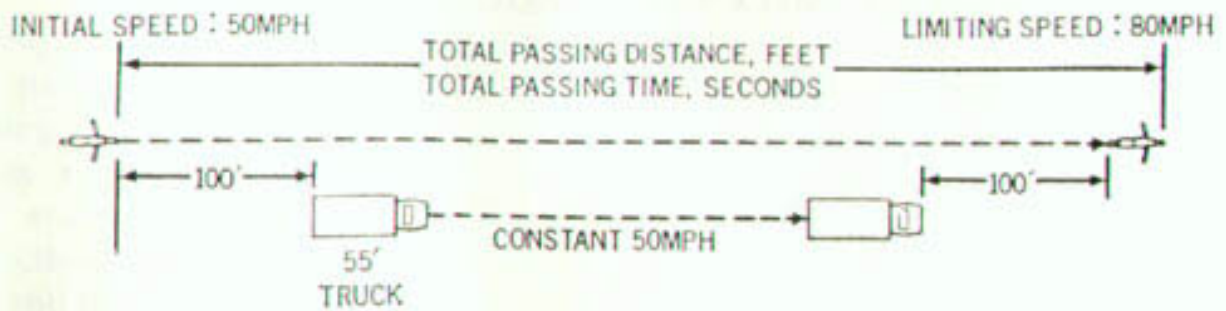 INITIAL SPEED : 50MPH
LIMITING SPEED : 80MPH
TOTAL PASSING DISTANCE, FEET
TOTAL PASSING TIME, SECONDS
100'
100'
CONSTANT 50MPH
55'
TRUCK